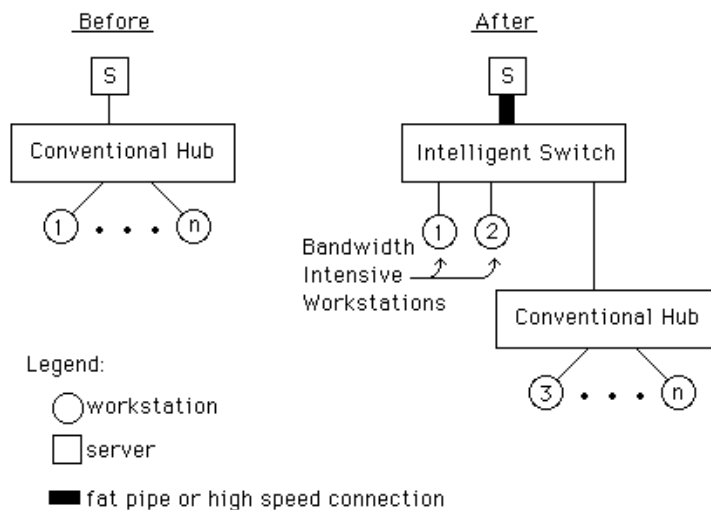 Before
S
Conventional Hub
1 • • • n
After
S
Intelligent Switch
1 2
Bandwidth
Intensive
Workstations
Conventional Hub
3 • • • n
Legend:
workstation
server
fat pipe or high speed connection